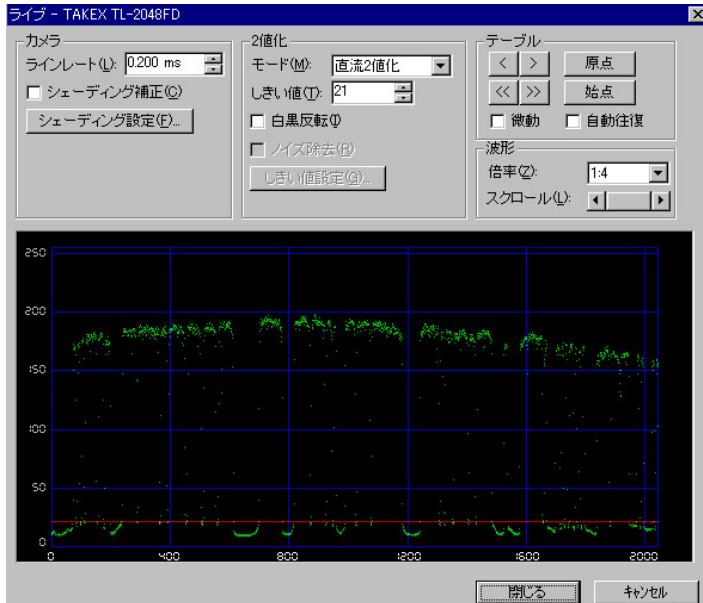 ライブ - TAKEX TL-2048FD
カメラ
ラインレート(L): 0.200 ms
シェーディング補正(C)
シェーディング設定(F)...
2値化
モード(M): 直流2値化
しきい値(T): 21
白黒反転(I)
ノイズ除去(R)
しきい値設定(G)...
テーブル
< > 原点
<< >> 始点
微動 自動往復
波形
倍率(Z): 1:4
スクロール(L):
250
200
150
100
50
0
0 400 800 1200 1600 2000
閉じる キャンセル